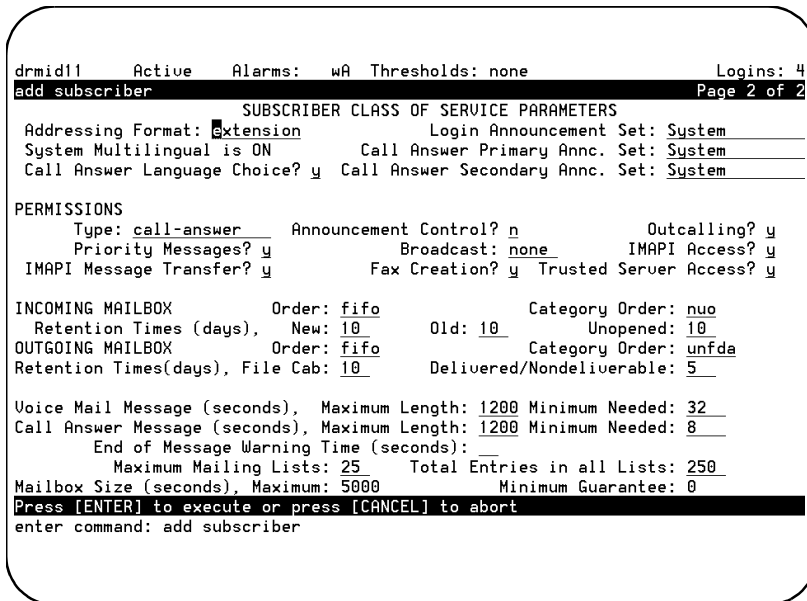 drmid11 Active Alarms: wA Thresholds: none Logins: 4
add subscriber Page 2 of 2
SUBSCRIBER CLASS OF SERVICE PARAMETERS
Addressing Format: extension Login Announcement Set: System
System Multilingual is ON Call Answer Primary Annc. Set: System
Call Answer Language Choice? y Call Answer Secondary Annc. Set: System
PERMISSIONS
Type: call-answer Announcement Control? n Outcalling? y
Priority Messages? y Broadcast: none IMAPI Access? y
IMAPI Message Transfer? y Fax Creation? y Trusted Server Access? y
INCOMING MAILBOX Order: fifo Category Order: nuo
Retention Times (days), New: 10 Old: 10 Unopened: 10
OUTGOING MAILBOX Order: fifo Category Order: unfda
Retention Times(days), File Cab: 10 Delivered/Nondeliverable: 5
Voice Mail Message (seconds), Maximum Length: 1200 Minimum Needed: 32
Call Answer Message (seconds), Maximum Length: 1200 Minimum Needed: 8
End of Message Warning Time (seconds):
Maximum Mailing Lists: 25 Total Entries in all Lists: 250
Mailbox Size (seconds), Maximum: 5000 Minimum Guarantee: 0
Press [ENTER] to execute or press [CANCEL] to abort
enter command: add subscriber